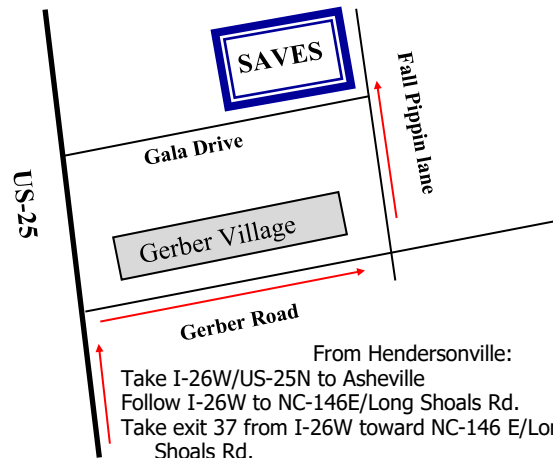 SAVES
Fall Pippin lane
Gala Drive
US-25
Gerber Village
Gerber Road
From Hendersonville:
Take I-26W/US-25N to Asheville
Follow I-26W to NC-146E/Long Shoals Rd.
Take exit 37 from I-26W toward NC-146 E/Lon
Shoals Rd.